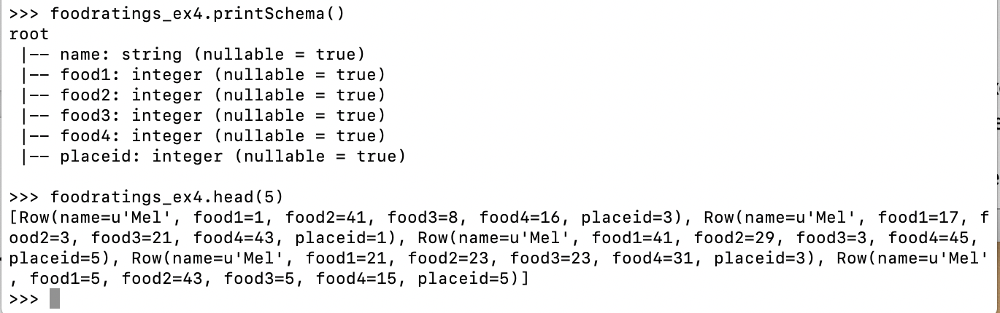 >>> foodratings_ex4.printSchema()
root
 |-- name: string (nullable = true)
 |-- food1: integer (nullable = true)
 |-- food2: integer (nullable = true)
 |-- food3: integer (nullable = true)
 |-- food4: integer (nullable = true)
 |-- placeid: integer (nullable = true)

>>> foodratings_ex4.head(5)
[Row(name=u'Mel', food1=1, food2=41, food3=8, food4=16, placeid=3), Row(name=u'Mel', food1=17, f
ood2=3, food3=21, food4=43, placeid=1), Row(name=u'Mel', food1=41, food2=29, food3=3, food4=45,
placeid=5), Row(name=u'Mel', food1=21, food2=23, food3=23, food4=31, placeid=3), Row(name=u'Mel'
, food1=5, food2=43, food3=5, food4=15, placeid=5)]
>>>